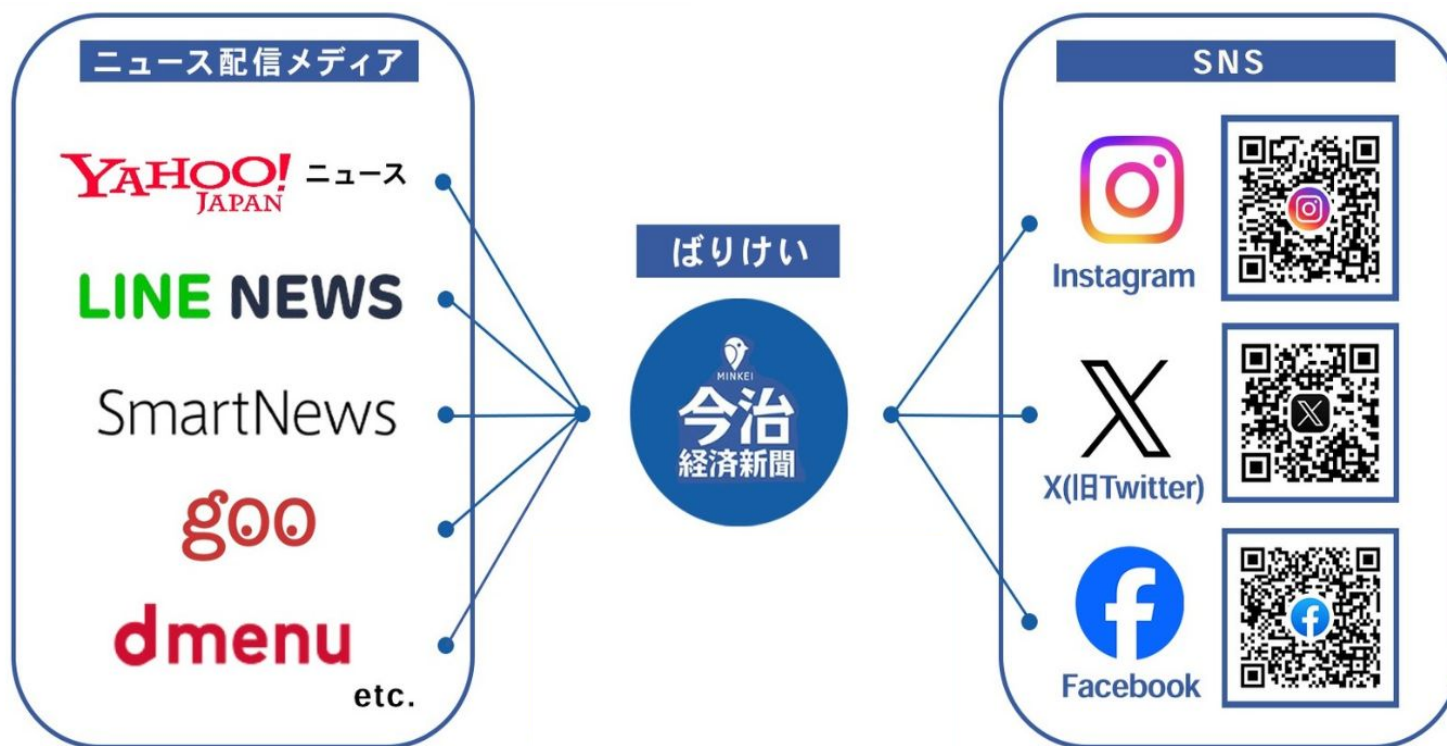 ニュース配信メディア
YAHOO! ニュース
JAPAN
LINE NEWS
SmartNews
goo
dmenu
etc.
ばりけい
MINKEI
今治
経済新聞
SNS
Instagram
X(旧Twitter)
Facebook